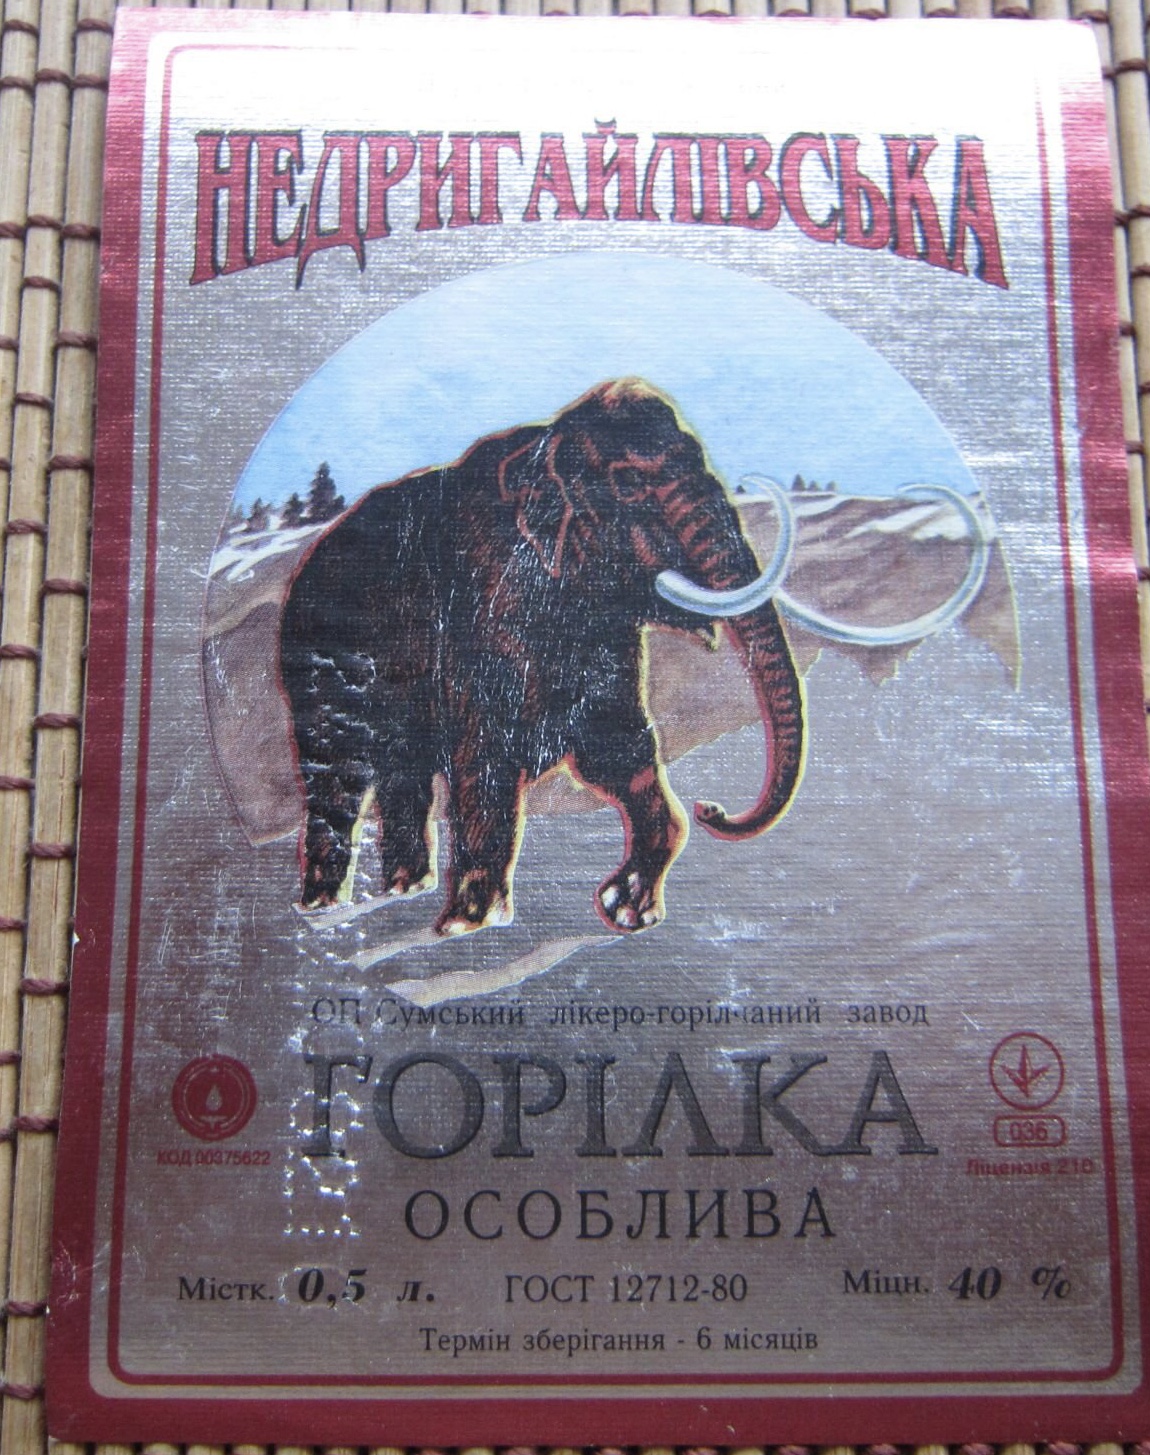 НЕДРИГАЙЛІВСЬКА
ОП Сумський лікеро-горілчаний завод
ГОРІЛКА
КОД 00375622
036
Ліцензія
ОСОБЛИВА
Містк. 0,5 л. ГОСТ 12712-80 Міцн. 40 %
Термін зберігання - 6 місяців